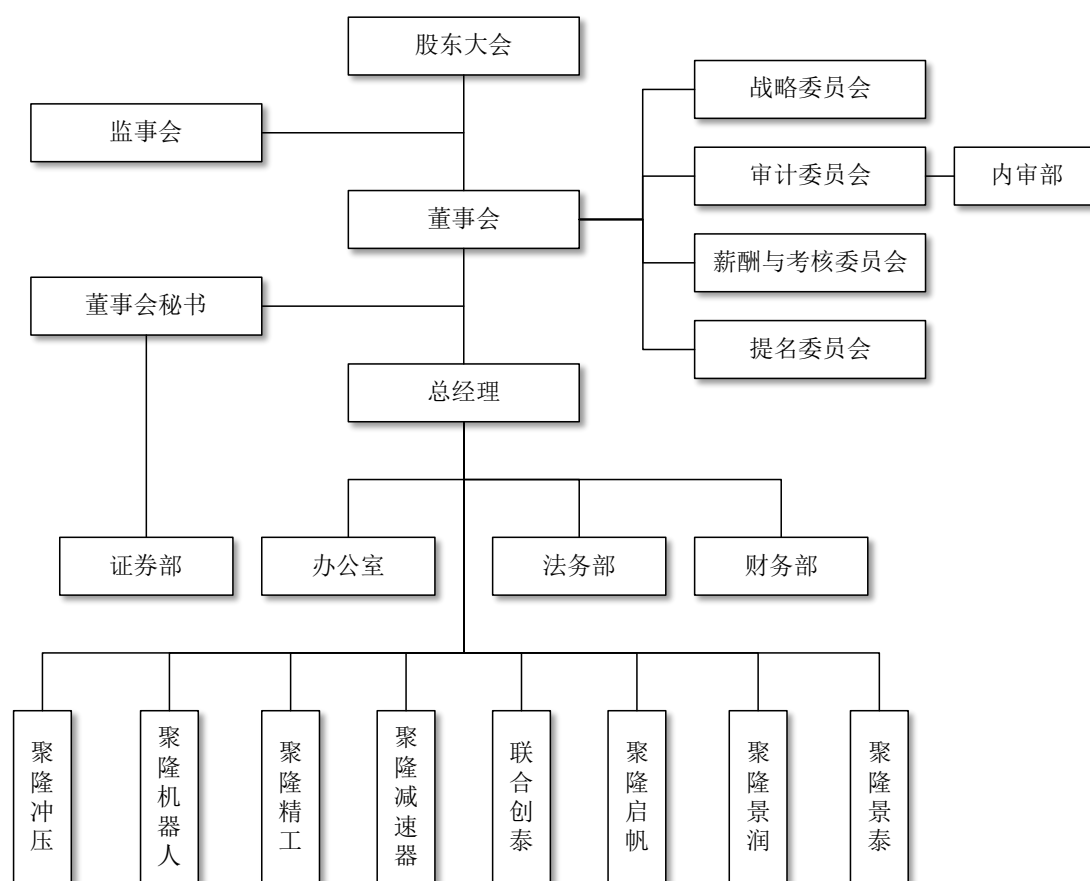 股东大会
战略委员会
监事会
审计委员会
内审部
董事会
薪酬与考核委员会
董事会秘书
提名委员会
总经理
证券部
办公室
法务部
财务部
聚隆冲压
聚隆机器人
聚隆精工
聚隆减速器
联合创泰
聚隆启帆
聚隆景润
聚隆景泰